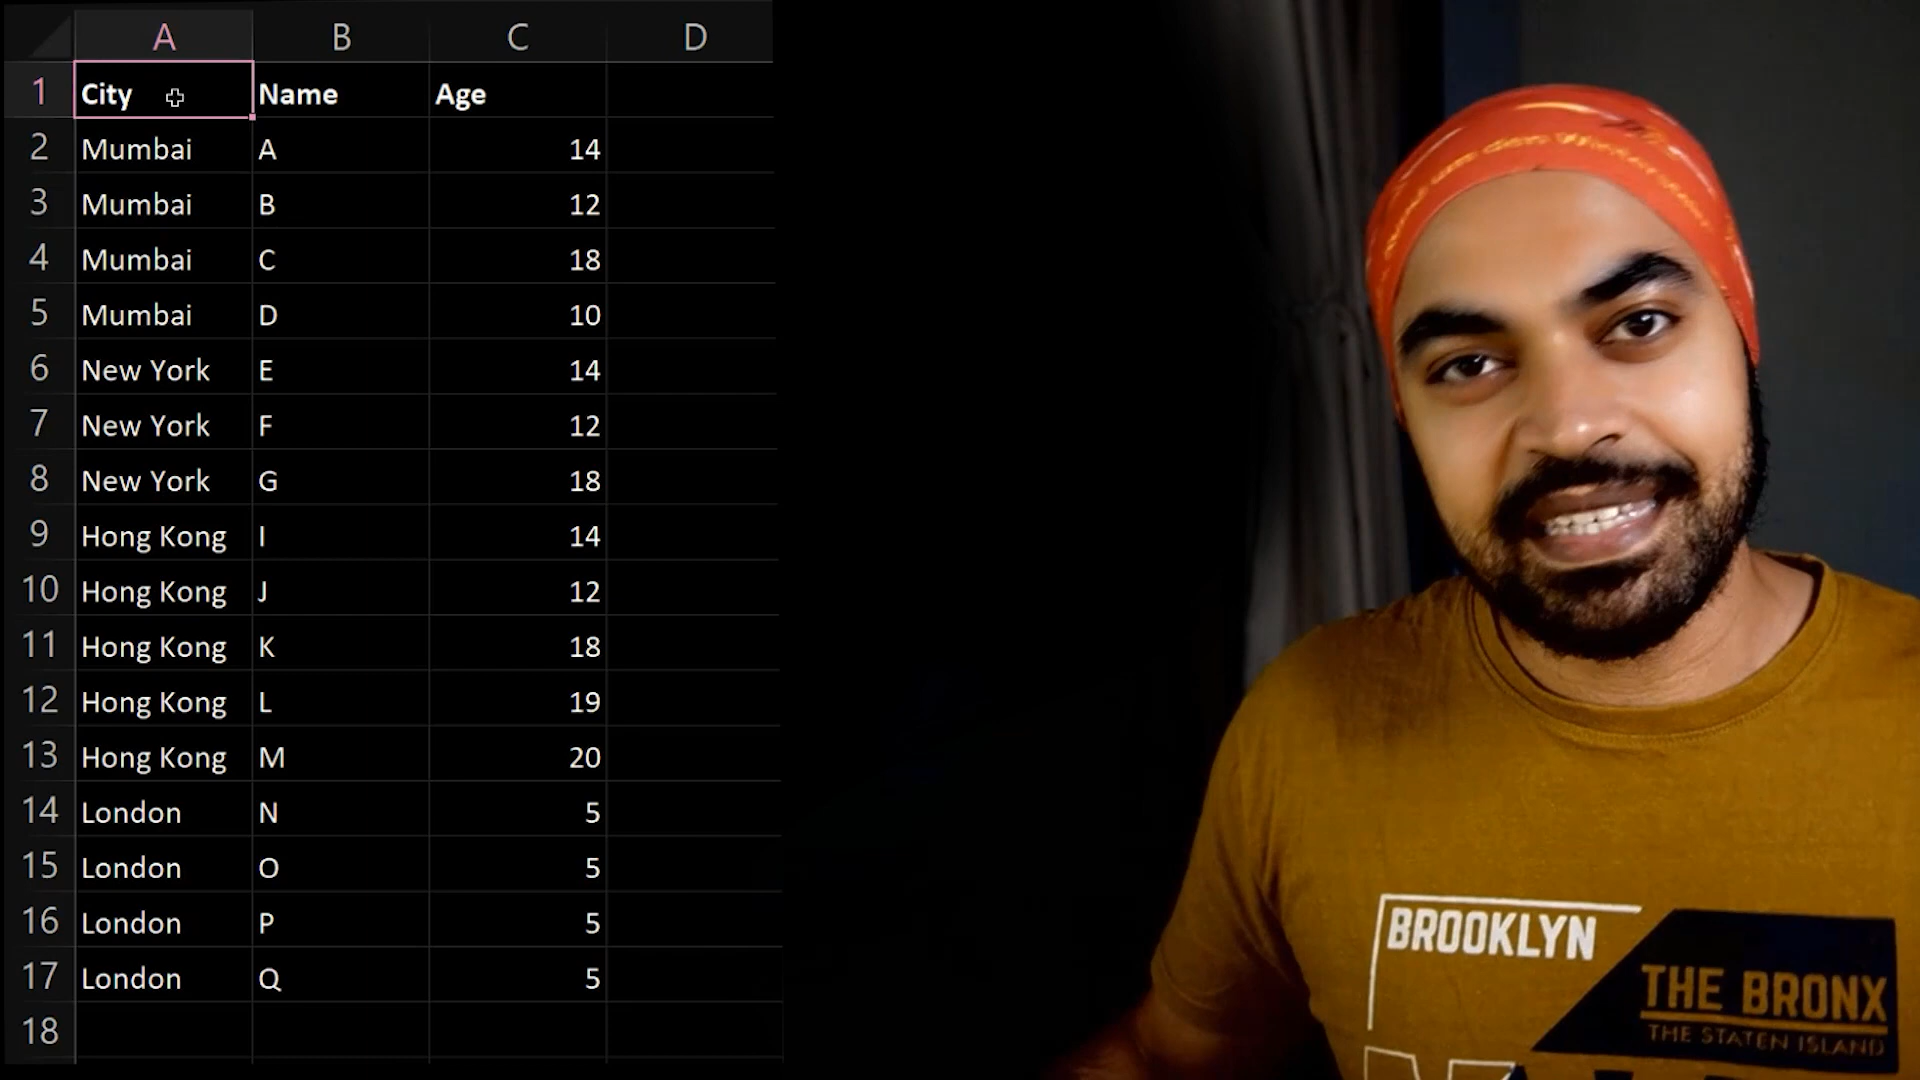 A B C D
1 City Name Age
2 Mumbai A 14
3 Mumbai B 12
4 Mumbai C 18
5 Mumbai D 10
6 New York E 14
7 New York F 12
8 New York G 18
9 Hong Kong I 14
10 Hong Kong J 12
11 Hong Kong K 18
12 Hong Kong L 19
13 Hong Kong M 20
14 London N 5
15 London O 5
16 London P 5
17 London Q 5
18
um den Winter
BROOKLYN
THE BRONX
THE STATEN ISLAND